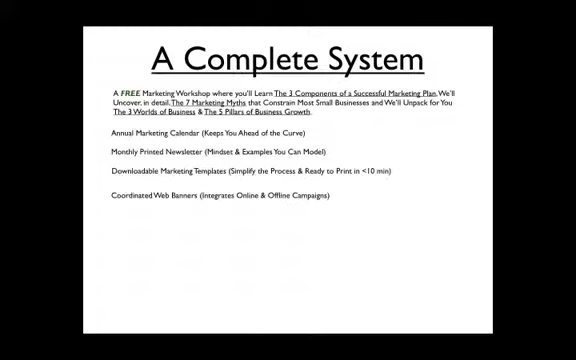 A Complete System
A FREE Marketing Workshop where you'll Learn The 3 Components of a Successful Marketing Plan. We'll
Uncover, in detail, The 7 Marketing Myths that Constrain Most Small Businesses and We'll Unpack for You
The 3 Worlds of Business & The 5 Pillars of Business Growth.
Annual Marketing Calendar (Keeps You Ahead of the Curve)
Monthly Printed Newsletter (Mindset & Examples You Can Model)
Downloadable Marketing Templates (Simplify the Process & Ready to Print in <10 min)
Coordinated Web Banners (Integrates Online & Offline Campaigns)